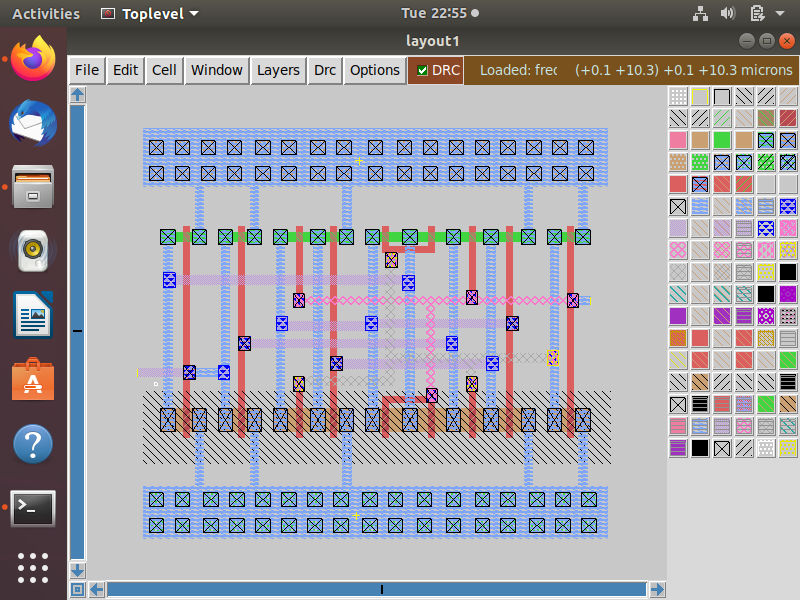 Activities Toplevel Tue 22:55
layout1
File Edit Cell Window Layers Drc Options DRC Loaded: frec (+0.1 +10.3) +0.1 +10.3 microns